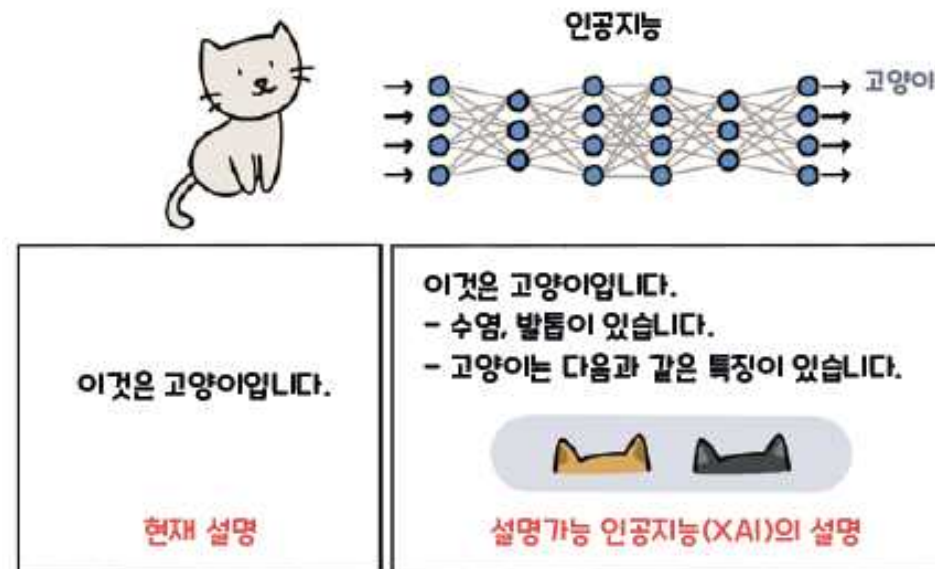 인공지능
고양이
이것은 고양이입니다.
현재 설명
이것은 고양이입니다.
- 수염, 발톱이 있습니다.
- 고양이는 다음과 같은 특징이 있습니다.
설명가능 인공지능(XAI)의 설명